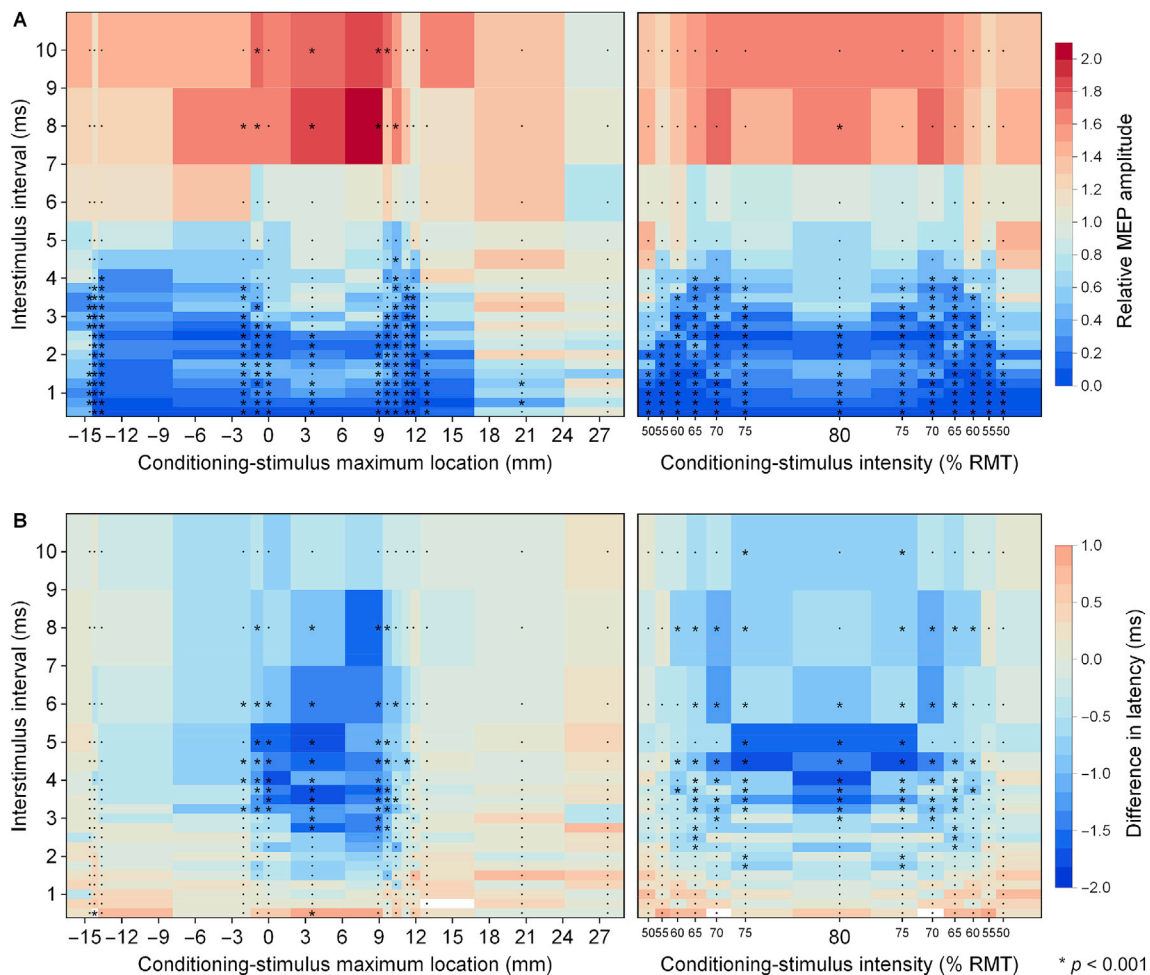 A
Interstimulus interval (ms)
10
9
8
7
6
5
4
3
2
1
−15 −12 −9 −6 −3 0 3 6 9 12 15 18 21 24 27
Conditioning-stimulus maximum location (mm)
50 55 60 65 70 75 80 75 70 65 60 55 50
Conditioning-stimulus intensity (% RMT)
2.0
1.8
1.6
1.4
1.2
1.0
0.8
0.6
0.4
0.2
0.0
Relative MEP amplitude
B
Interstimulus interval (ms)
10
9
8
7
6
5
4
3
2
1
−15 −12 −9 −6 −3 0 3 6 9 12 15 18 21 24 27
Conditioning-stimulus maximum location (mm)
50 55 60 65 70 75 80 75 70 65 60 55 50
Conditioning-stimulus intensity (% RMT)
1.0
0.5
0.0
−0.5
−1.0
−1.5
−2.0
Difference in latency (ms)
* p < 0.001